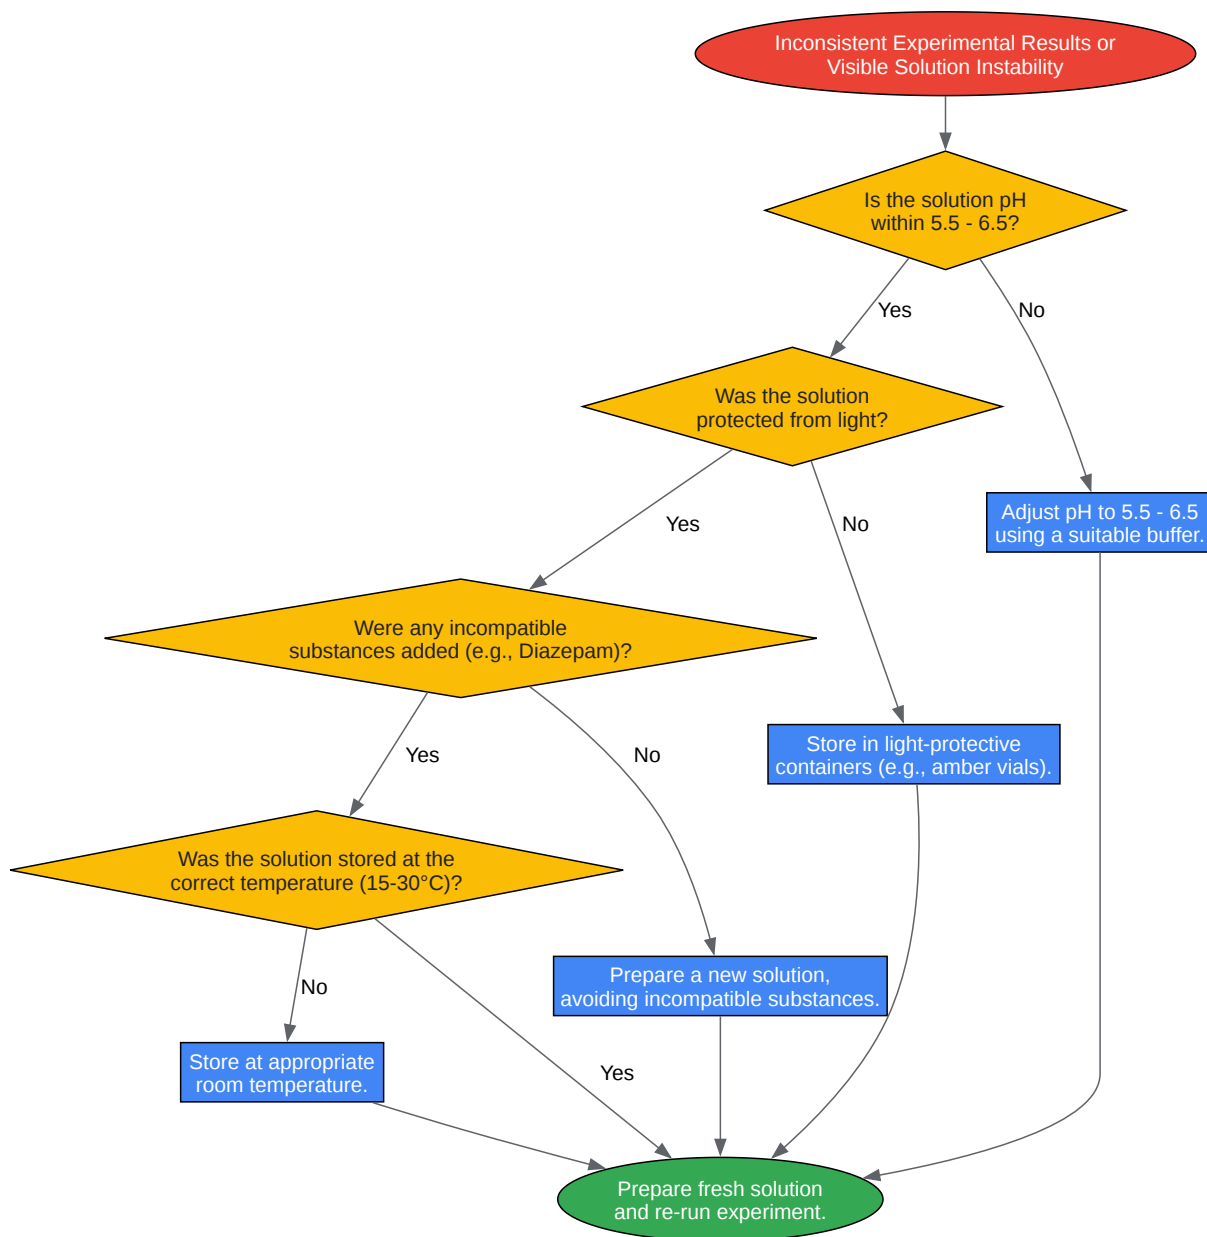 Inconsistent Experimental Results or
Visible Solution Instability
Is the solution pH
within 5.5 - 6.5?
Yes
No
Was the solution
protected from light?
Adjust pH to 5.5 - 6.5
using a suitable buffer.
Yes
No
Were any incompatible
substances added (e.g., Diazepam)?
Store in light-protective
containers (e.g., amber vials).
Yes
No
Was the solution stored at the
correct temperature (15-30°C)?
Prepare a new solution,
avoiding incompatible substances.
No
Store at appropriate
room temperature.
Yes
Prepare fresh solution
and re-run experiment.